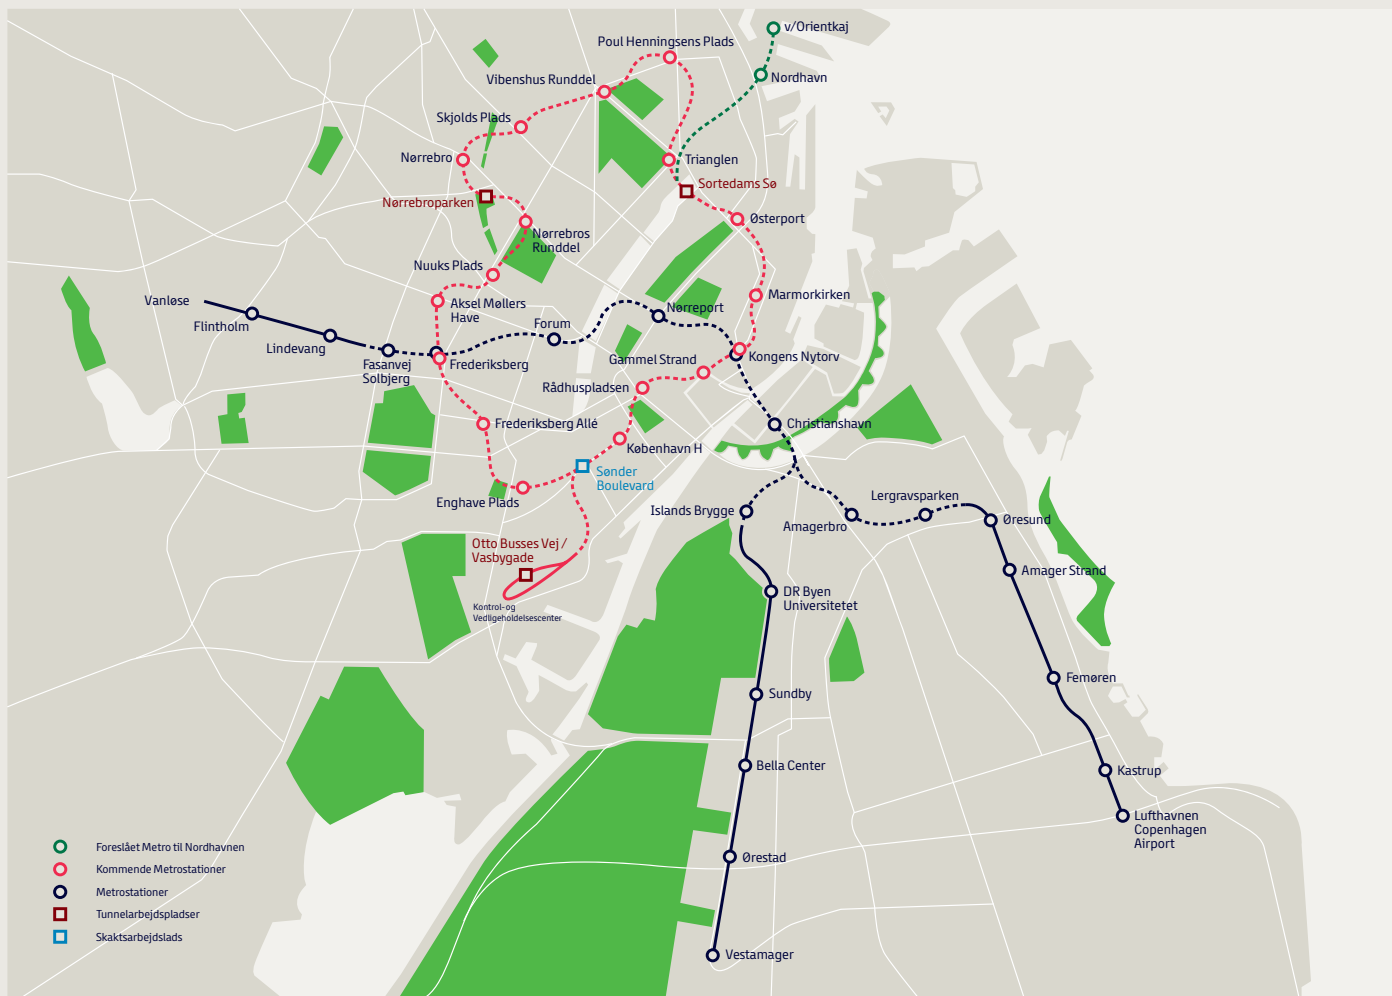 v/Orientkaj
Poul Henningsens Plads
Nordhavn
Vibenshus Runddel
Skjolds Plads
Nørrebro
Trianglen
Sortedams Sø
Nørrebroparken
Østerport
Nørrebros
Runddel
Nuuks Plads
Marmorkirken
Vanløse
Aksel Møllers
Have
Nørreport
Flintholm
Forum
Lindevang
Gammel Strand
Kongens Nytorv
Fasanvej
Solbjerg
Frederiksberg
Rådhuspladsen
Frederiksberg Allé
Christianshavn
København H
Sønder
Boulevard
Enghave Plads
Lergravsparken
Islands Brygge
Amagerbro
Øresund
Otto Busses Vej /
Vasbygade
Amager Strand
DR Byen
Universitetet
Kontrol-og
Vedligeholdelsescenter
Femøren
Sundby
Bella Center
Kastrup
Lufthavnen
Copenhagen
Airport
Foreslået Metro til Nordhavnen
Ørestad
Kommende Metrostationer
Metrostationer
Tunnelarbejdspladser
Skaktsarbejdslads
Vestamager